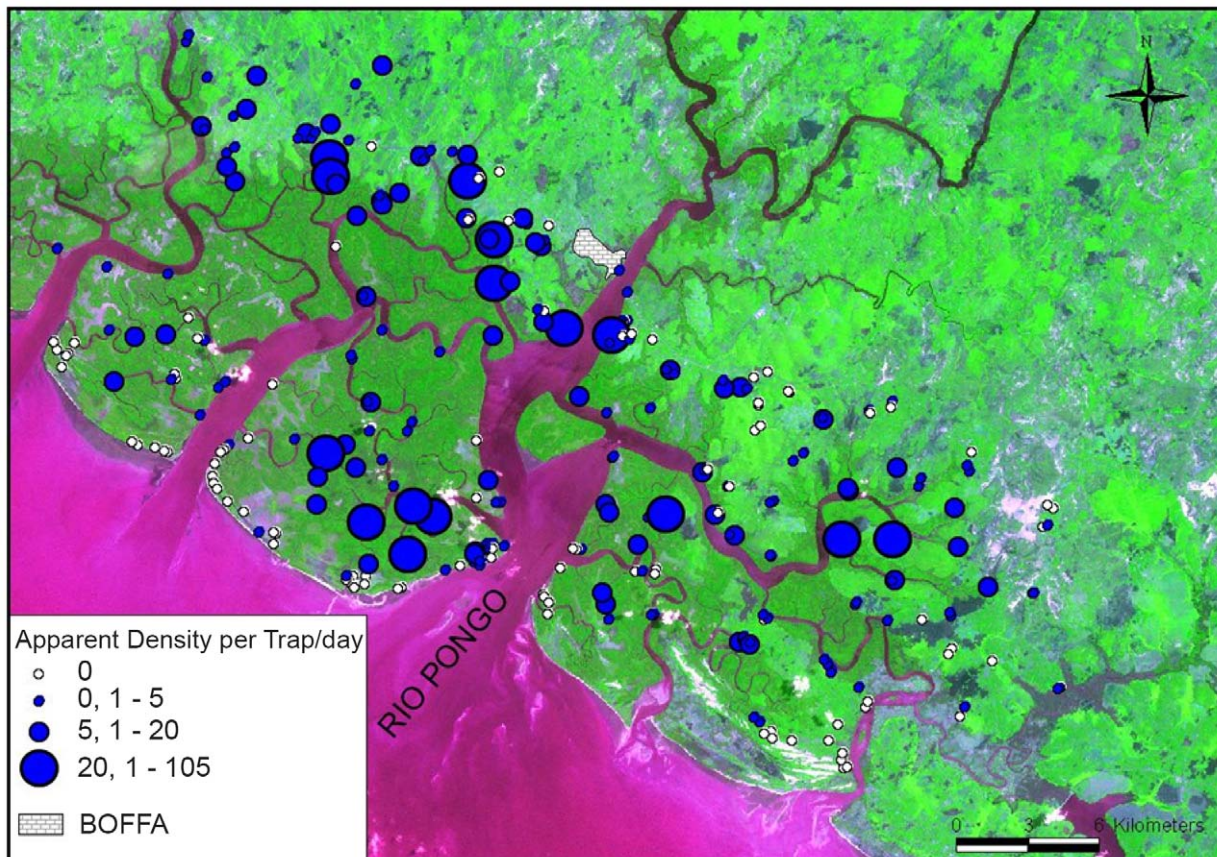 N
RIO PONGO
Apparent Density per Trap/day
0
0, 1 - 5
5, 1 - 20
20, 1 - 105
BOFFA
0 3 6 Kilometers